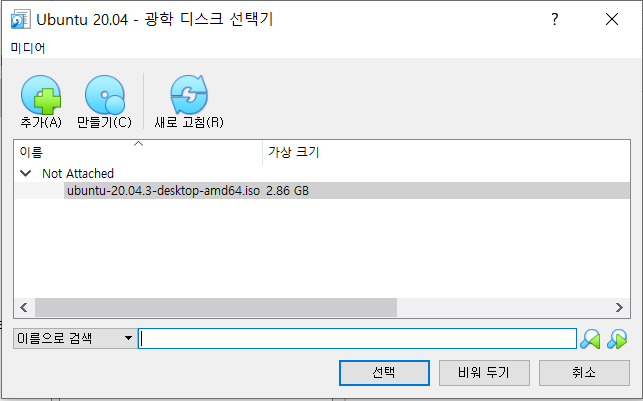 Ubuntu 20.04 - 광학 디스크 선택기
미디어
추가(A) 만들기(C) 새로 고침(R)
이름 가상 크기
Not Attached
ubuntu-20.04.3-desktop-amd64.iso 2.86 GB
이름으로 검색
선택 비워 두기 취소